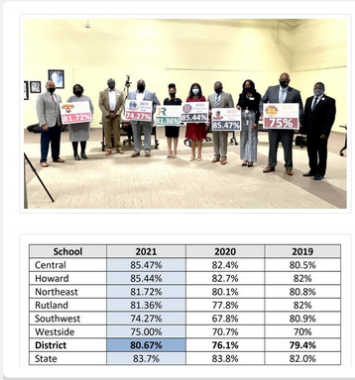 81.72%
2021
74.27%
81.36%
85.44%
85.47%
75%
School 2021 2020 2019
Central 85.47% 82.4% 80.5%
Howard 85.44% 82.7% 82%
Northeast 81.72% 80.1% 80.8%
Rutland 81.36% 77.8% 82%
Southwest 74.27% 67.8% 80.9%
Westside 75.00% 70.7% 70%
District 80.67% 76.1% 79.4%
State 83.7% 83.8% 82.0%